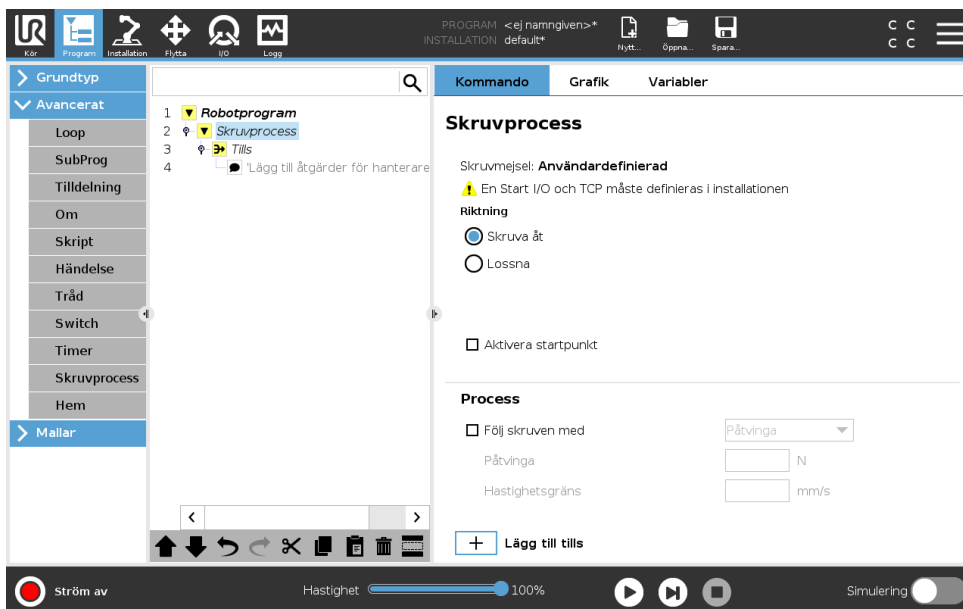 UR
PROGRAM <ej namngiven>*
INSTALLATION default*
Kör Program Installation Flytta I/O Logg Nytt... Öppna... Spara...
C C
C C
Grundtyp
Avancerat
Loop
SubProg
Tilldelning
Om
Skript
Händelse
Tråd
Switch
Timer
Skruvprocess
Hem
Mallar
1 Robotprogram
2 Skruvprocess
3 Tills
4 'Lägg till åtgärder för hanterare
Kommando Grafik Variabler
Skruvprocess
Skruvmejsel: Användardefinierad
En Start I/O och TCP måste definieras i installationen
Riktning
Skruva åt
Lossna
Aktivera startpunkt
Process
Följ skruven med Påtvinga
Påtvinga N
Hastighetsgräns mm/s
+ Lägg till tills
Ström av Hastighet 100% Simulering